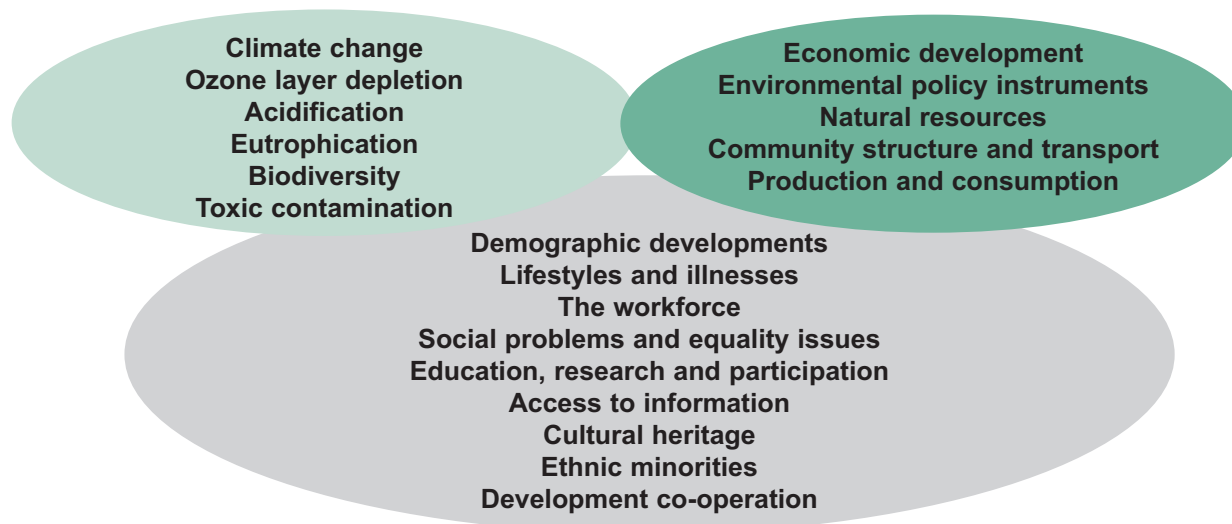 Climate change
Ozone layer depletion
Acidification
Eutrophication
Biodiversity
Toxic contamination
Economic development
Environmental policy instruments
Natural resources
Community structure and transport
Production and consumption
Demographic developments
Lifestyles and illnesses
The workforce
Social problems and equality issues
Education, research and participation
Access to information
Cultural heritage
Ethnic minorities
Development co-operation